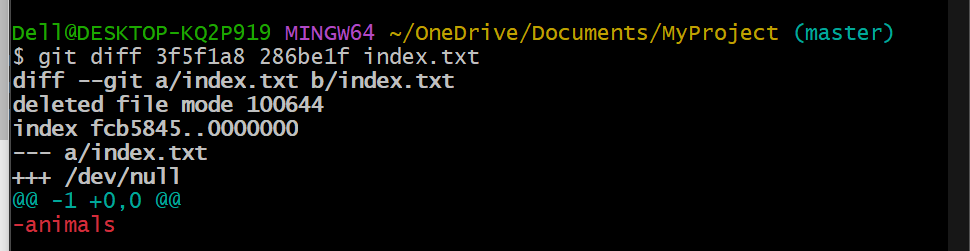 Dell@DESKTOP-KQ2P919 MINGW64 ~/OneDrive/Documents/MyProject (master)
$ git diff 3f5f1a8 286be1f index.txt
diff --git a/index.txt b/index.txt
deleted file mode 100644
index fcb5845..0000000
--- a/index.txt
+++ /dev/null
@@ -1 +0,0 @@
-animals